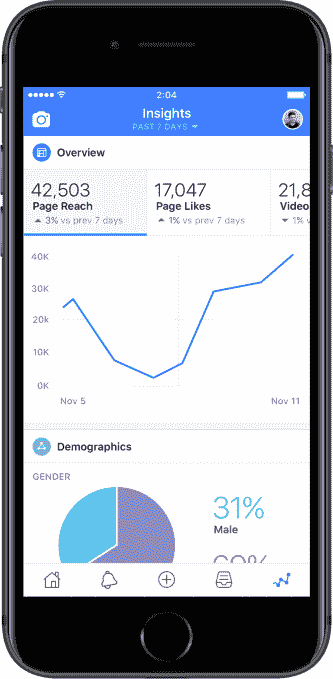 2:04
Insights
PAST 7 DAYS
Overview
42,503
Page Reach
3% vs prev 7 days
17,047
Page Likes
1% vs prev 7 days
21,8
Video
1% v
40K
30K
20k
10K
0K
Nov 5
Nov 11
Demographics
GENDER
31%
Male